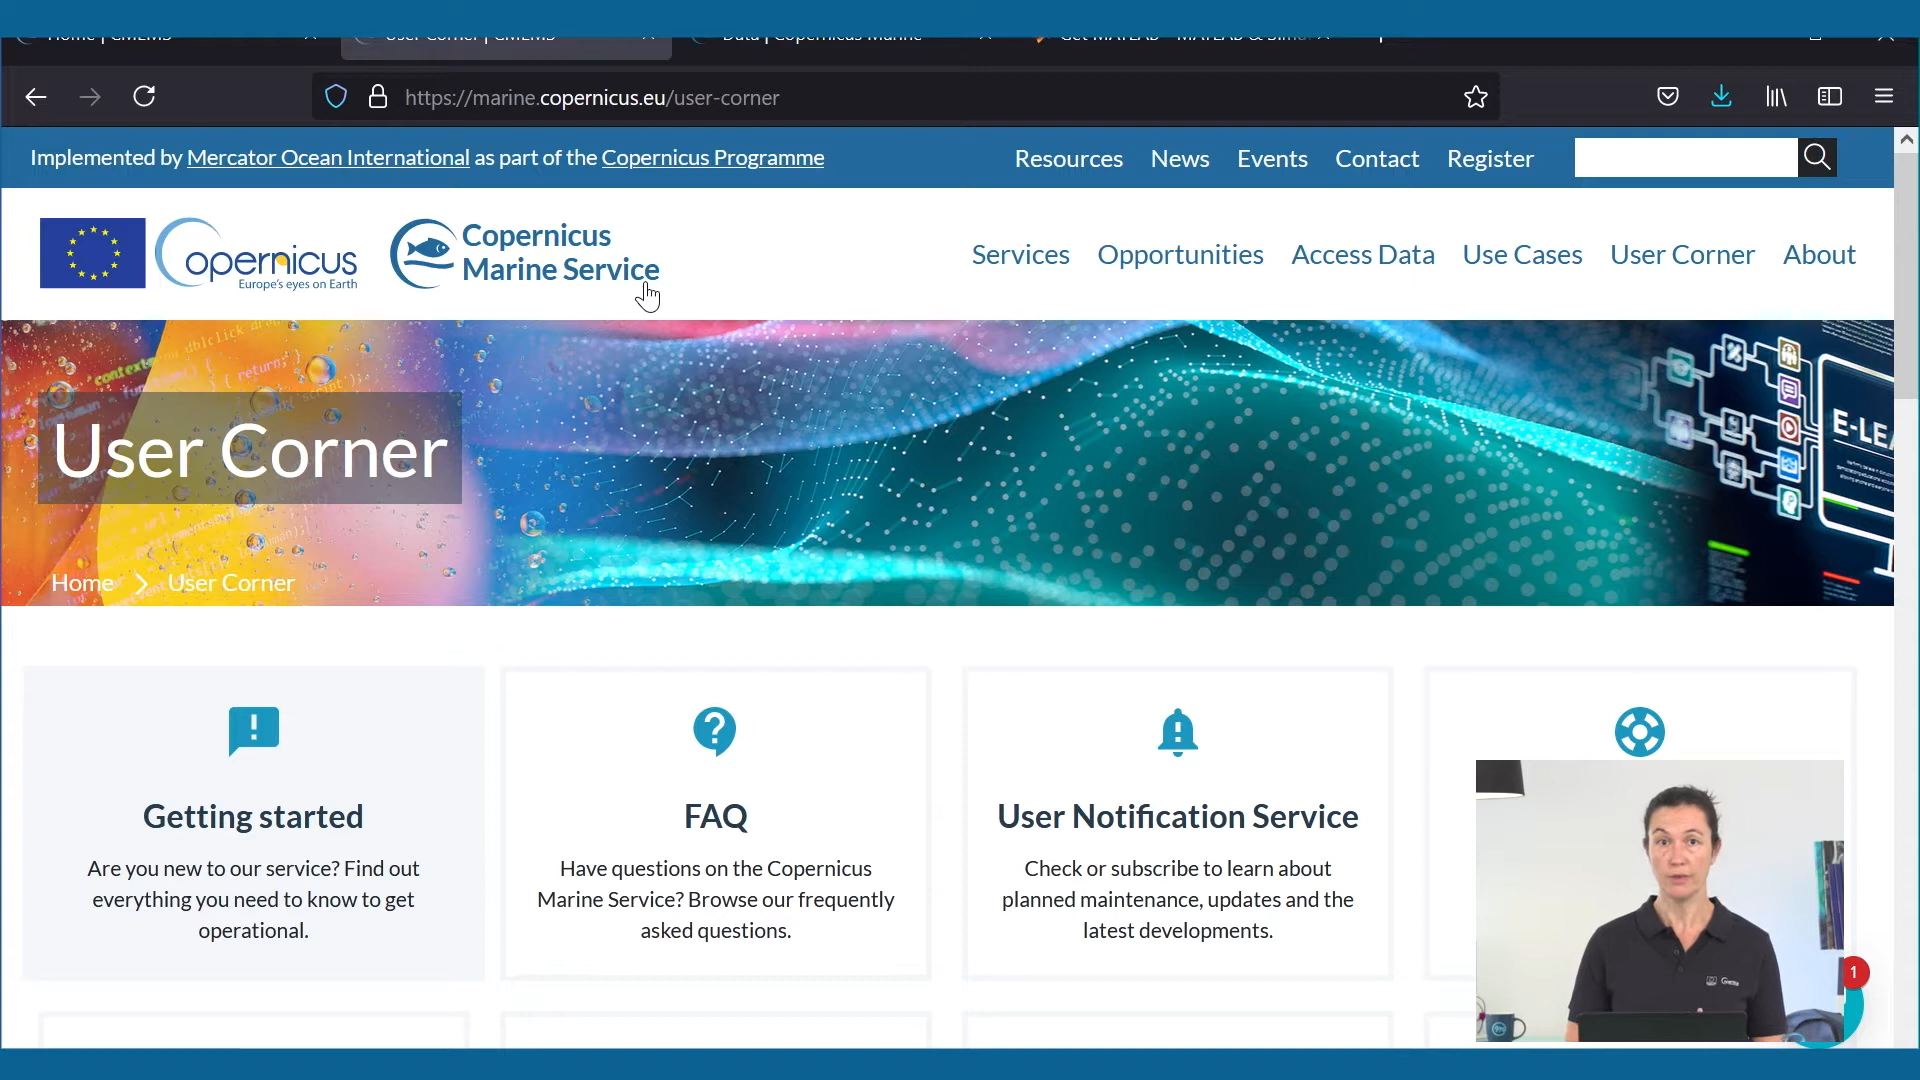 https://marine.copernicus.eu/user-corner
Implemented by Mercator Ocean International as part of the Copernicus Programme
Resources News Events Contact Register
opernicus
Europe's eyes on Earth
Copernicus
Marine Service
Services Opportunities Access Data Use Cases User Corner About
User Corner
E-LEA
Home User Corner
Getting started
Are you new to our service? Find out
everything you need to know to get
operational.
FAQ
Have questions on the Copernicus
Marine Service? Browse our frequently
asked questions.
User Notification Service
Check or subscribe to learn about
planned maintenance, updates and the
latest developments.
1